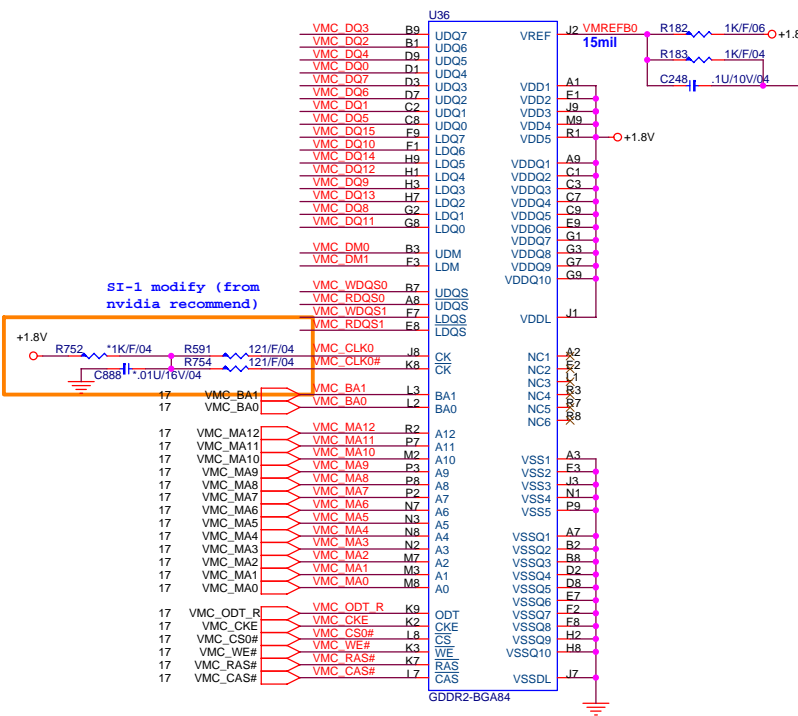 U36
VMC_DQ3 B9 UDQ7 VREF J2 VMREFB0 R182 1K/F/06 +1.8
VMC_DQ2 B1 UDQ6 15mil
VMC_DQ4 D9 UDQ5 R183 1K/F/04
VMC_DQ0 D1 UDQ4
VMC_DQ7 D3 UDQ3 VDD1 A1 C248 .1U/10V/04
VMC_DQ6 D7 UDQ2 VDD2 E1
VMC_DQ1 C2 UDQ1 VDD3 J9
VMC_DQ5 C8 UDQ0 VDD4 M9
VMC_DQ15 F9 LDQ7 VDD5 R1 +1.8V
VMC_DQ10 F1 LDQ6
VMC_DQ14 H9 LDQ5 VDDQ1 A9
VMC_DQ12 H1 LDQ4 VDDQ2 C1
VMC_DQ9 H3 LDQ3 VDDQ3 C3
VMC_DQ13 H7 LDQ2 VDDQ4 C7
VMC_DQ8 G2 LDQ1 VDDQ5 C9
VMC_DQ11 G8 LDQ0 VDDQ6 E9
VDDQ7 G1
VMC_DM0 B3 UDM VDDQ8 G3
VMC_DM1 F3 LDM VDDQ9 G7
VDDQ10 G9
SI-1 modify (from
nvidia recommend)
VMC_WDQS0 B7 UDQS
VMC_RDQS0 A8 UDQS
VMC_WDQS1 F7 LDQS VDDL J1
VMC_RDQS1 E8 LDQS
+1.8V
R752 *1K/F/04 R591 121/F/04 VMC_CLK0 J8 CK NC1 A2
R754 121/F/04 VMC_CLK0# K8 CK NC2 E2
C888 *.01U/16V/04 NC3 L1
17 VMC_BA1 VMC_BA1 L3 BA1 NC4 R3
17 VMC_BA0 VMC_BA0 L2 BA0 NC5 R7
NC6 R8
17 VMC_MA12 VMC_MA12 R2 A12
17 VMC_MA11 VMC_MA11 P7 A11
17 VMC_MA10 VMC_MA10 M2 A10 VSS1 A3
17 VMC_MA9 VMC_MA9 P3 A9 VSS2 E3
17 VMC_MA8 VMC_MA8 P8 A8 VSS3 J3
17 VMC_MA7 VMC_MA7 P2 A7 VSS4 N1
17 VMC_MA6 VMC_MA6 N7 A6 VSS5 P9
17 VMC_MA5 VMC_MA5 N3 A5
17 VMC_MA4 VMC_MA4 N8 A4 VSSQ1 A7
17 VMC_MA3 VMC_MA3 N2 A3 VSSQ2 B2
17 VMC_MA2 VMC_MA2 M7 A2 VSSQ3 B8
17 VMC_MA1 VMC_MA1 M3 A1 VSSQ4 D2
17 VMC_MA0 VMC_MA0 M8 A0 VSSQ5 D8
VSSQ6 E7
17 VMC_ODT_R VMC_ODT_R K9 ODT VSSQ7 F2
17 VMC_CKE VMC_CKE K2 CKE VSSQ8 F8
17 VMC_CS0# VMC_CS0# L8 CS VSSQ9 H2
17 VMC_WE# VMC_WE# K3 WE VSSQ10 H8
17 VMC_RAS# VMC_RAS# K7 RAS
17 VMC_CAS# VMC_CAS# L7 CAS VSSDL J7
GDDR2-BGA84